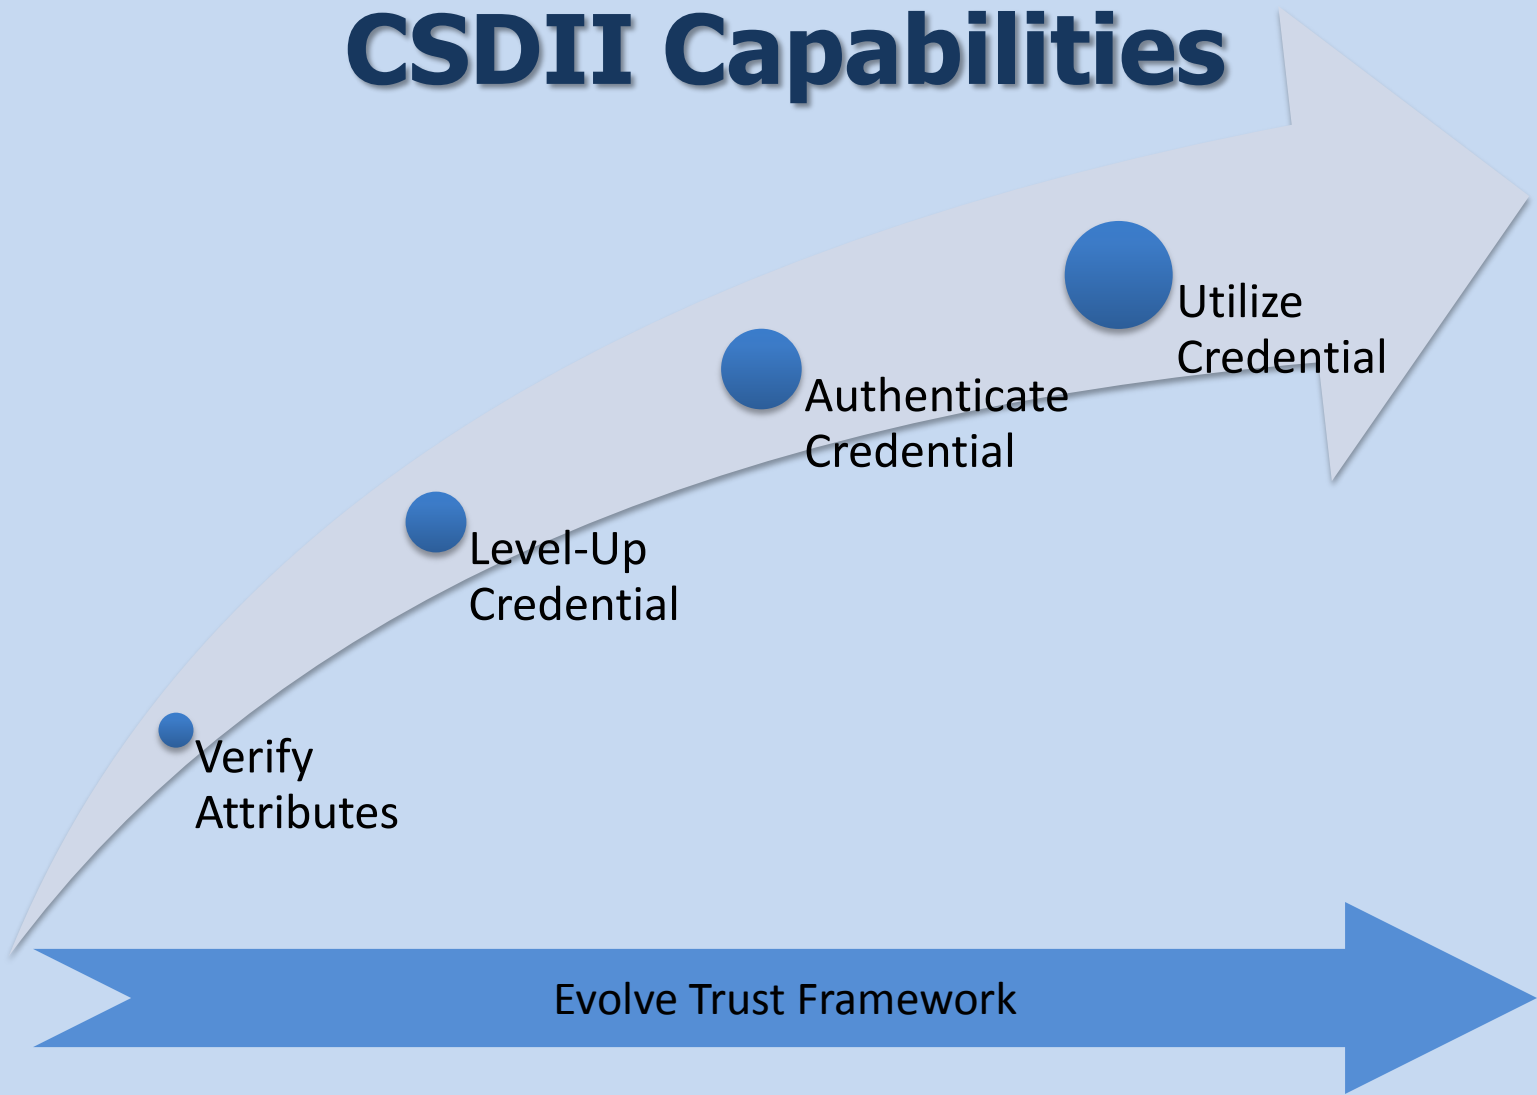 CSDII Capabilities
Utilize
Credential
Authenticate
Credential
Level-Up
Credential
Verify
Attributes
Evolve Trust Framework